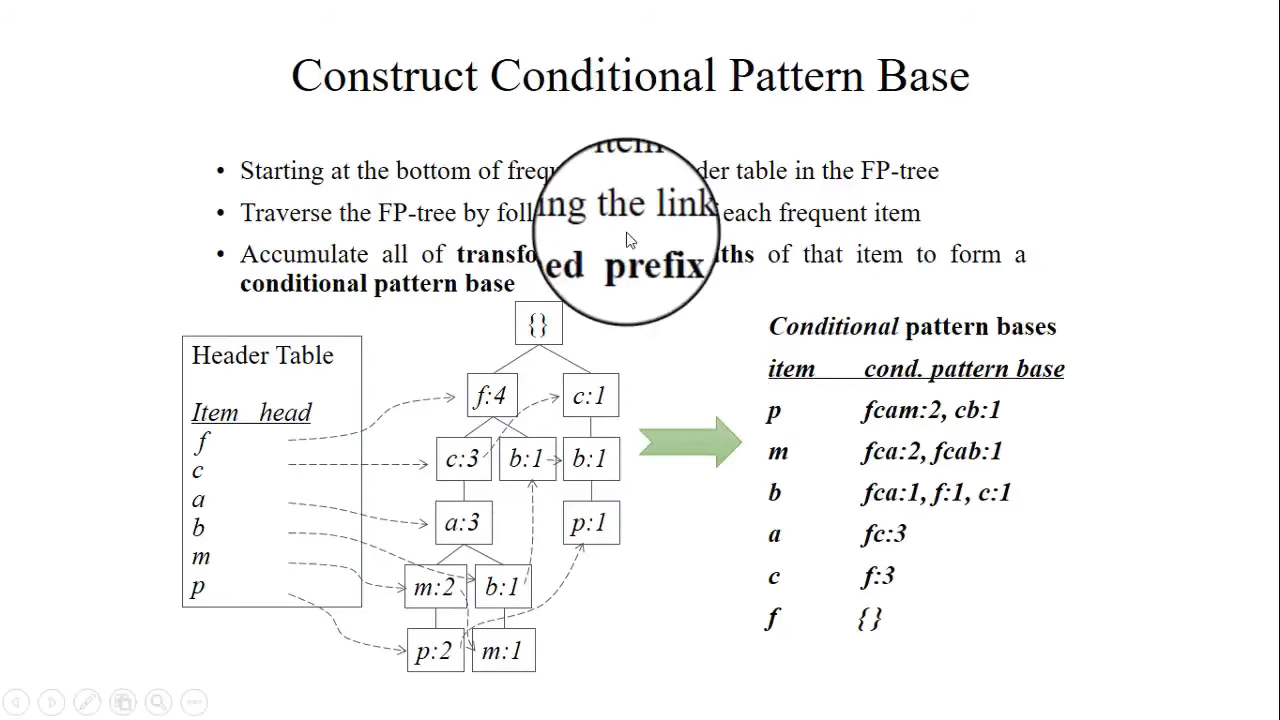 Construct Conditional Pattern Base
• Starting at the bottom of der table in the FP-tree
item
• Traverse the FP-tree by ing the link each frequent item
• Accumulate all of ed prefix of that item to form a
conditional pattern base
{}
Conditional pattern bases
Header Table
item cond. pattern base
f:4 c:1
Item head
p fcam:2, cb:1
f
c:3 b:1 b:1
m fca:2, fcab:1
c
a
b fca:1, f:1, c:1
a:3 p:1
b
a fc:3
m
c f:3
m:2 b:1
p
f {}
p:2 m:1